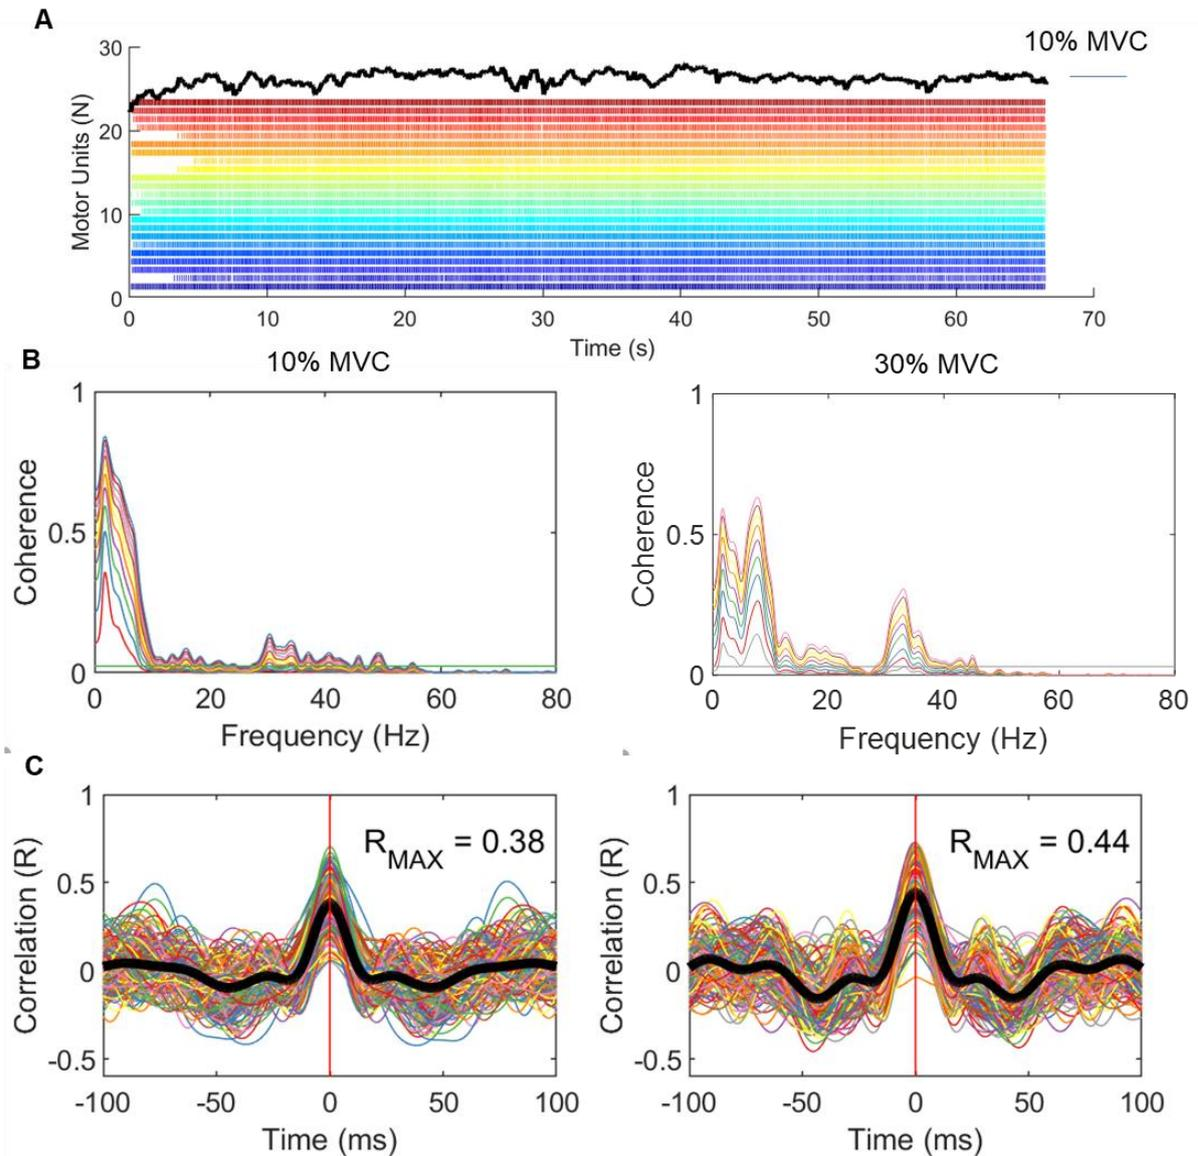 A
10% MVC
30
20
10
0
Motor Units (N)
0 10 20 30 40 50 60 70
Time (s)
B
10% MVC
30% MVC
1
0.5
0
Coherence
0 20 40 60 80
Frequency (Hz)
1
0.5
0
Coherence
0 20 40 60 80
Frequency (Hz)
C
1
0.5
0
-0.5
Correlation (R)
R_MAX = 0.38
-100 -50 0 50 100
Time (ms)
1
0.5
0
-0.5
Correlation (R)
R_MAX = 0.44
-100 -50 0 50 100
Time (ms)